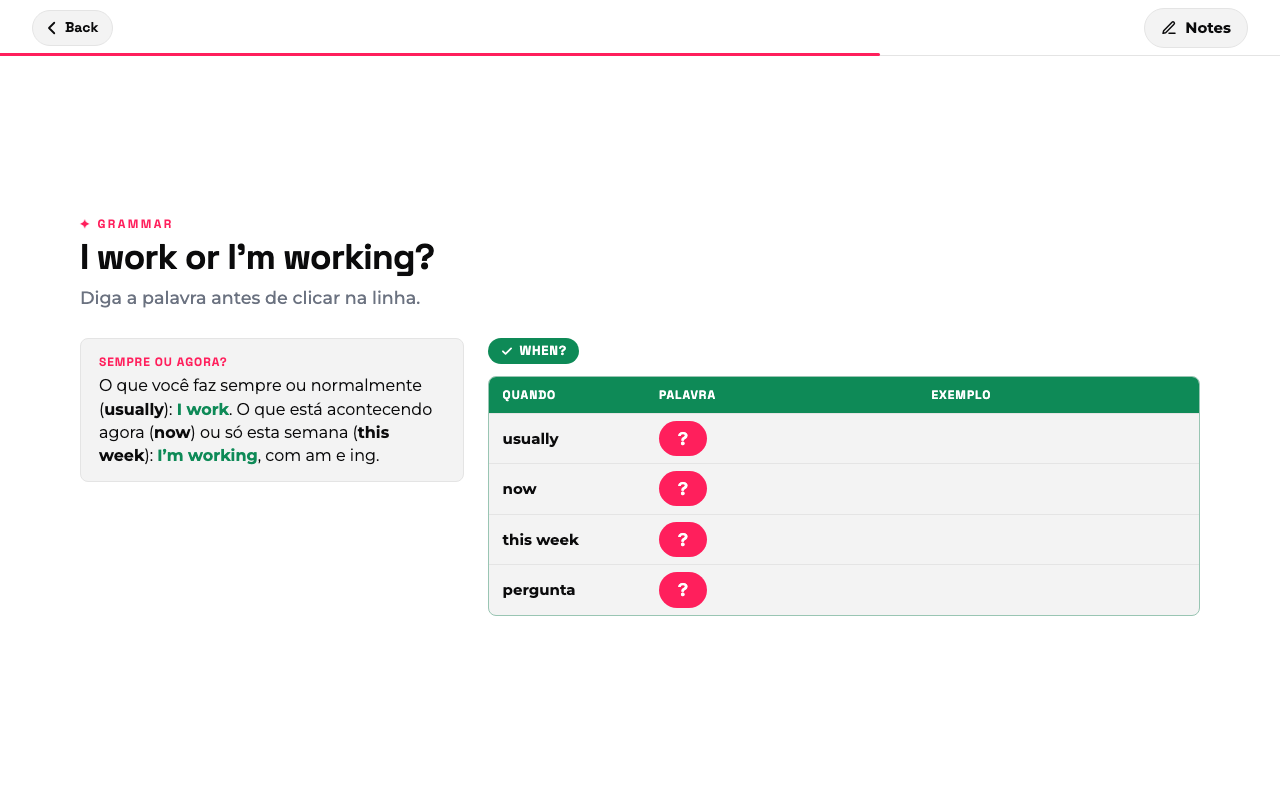 Back
Notes
✦ GRAMMAR
I work or I'm working?
Diga a palavra antes de clicar na linha.
SEMPRE OU AGORA?
O que você faz sempre ou normalmente
(usually): I work. O que está acontecendo
agora (now) ou só esta semana (this
week): I'm working, com am e ing.
✓ WHEN?
QUANDO PALAVRA EXEMPLO
usually ?
now ?
this week ?
pergunta ?